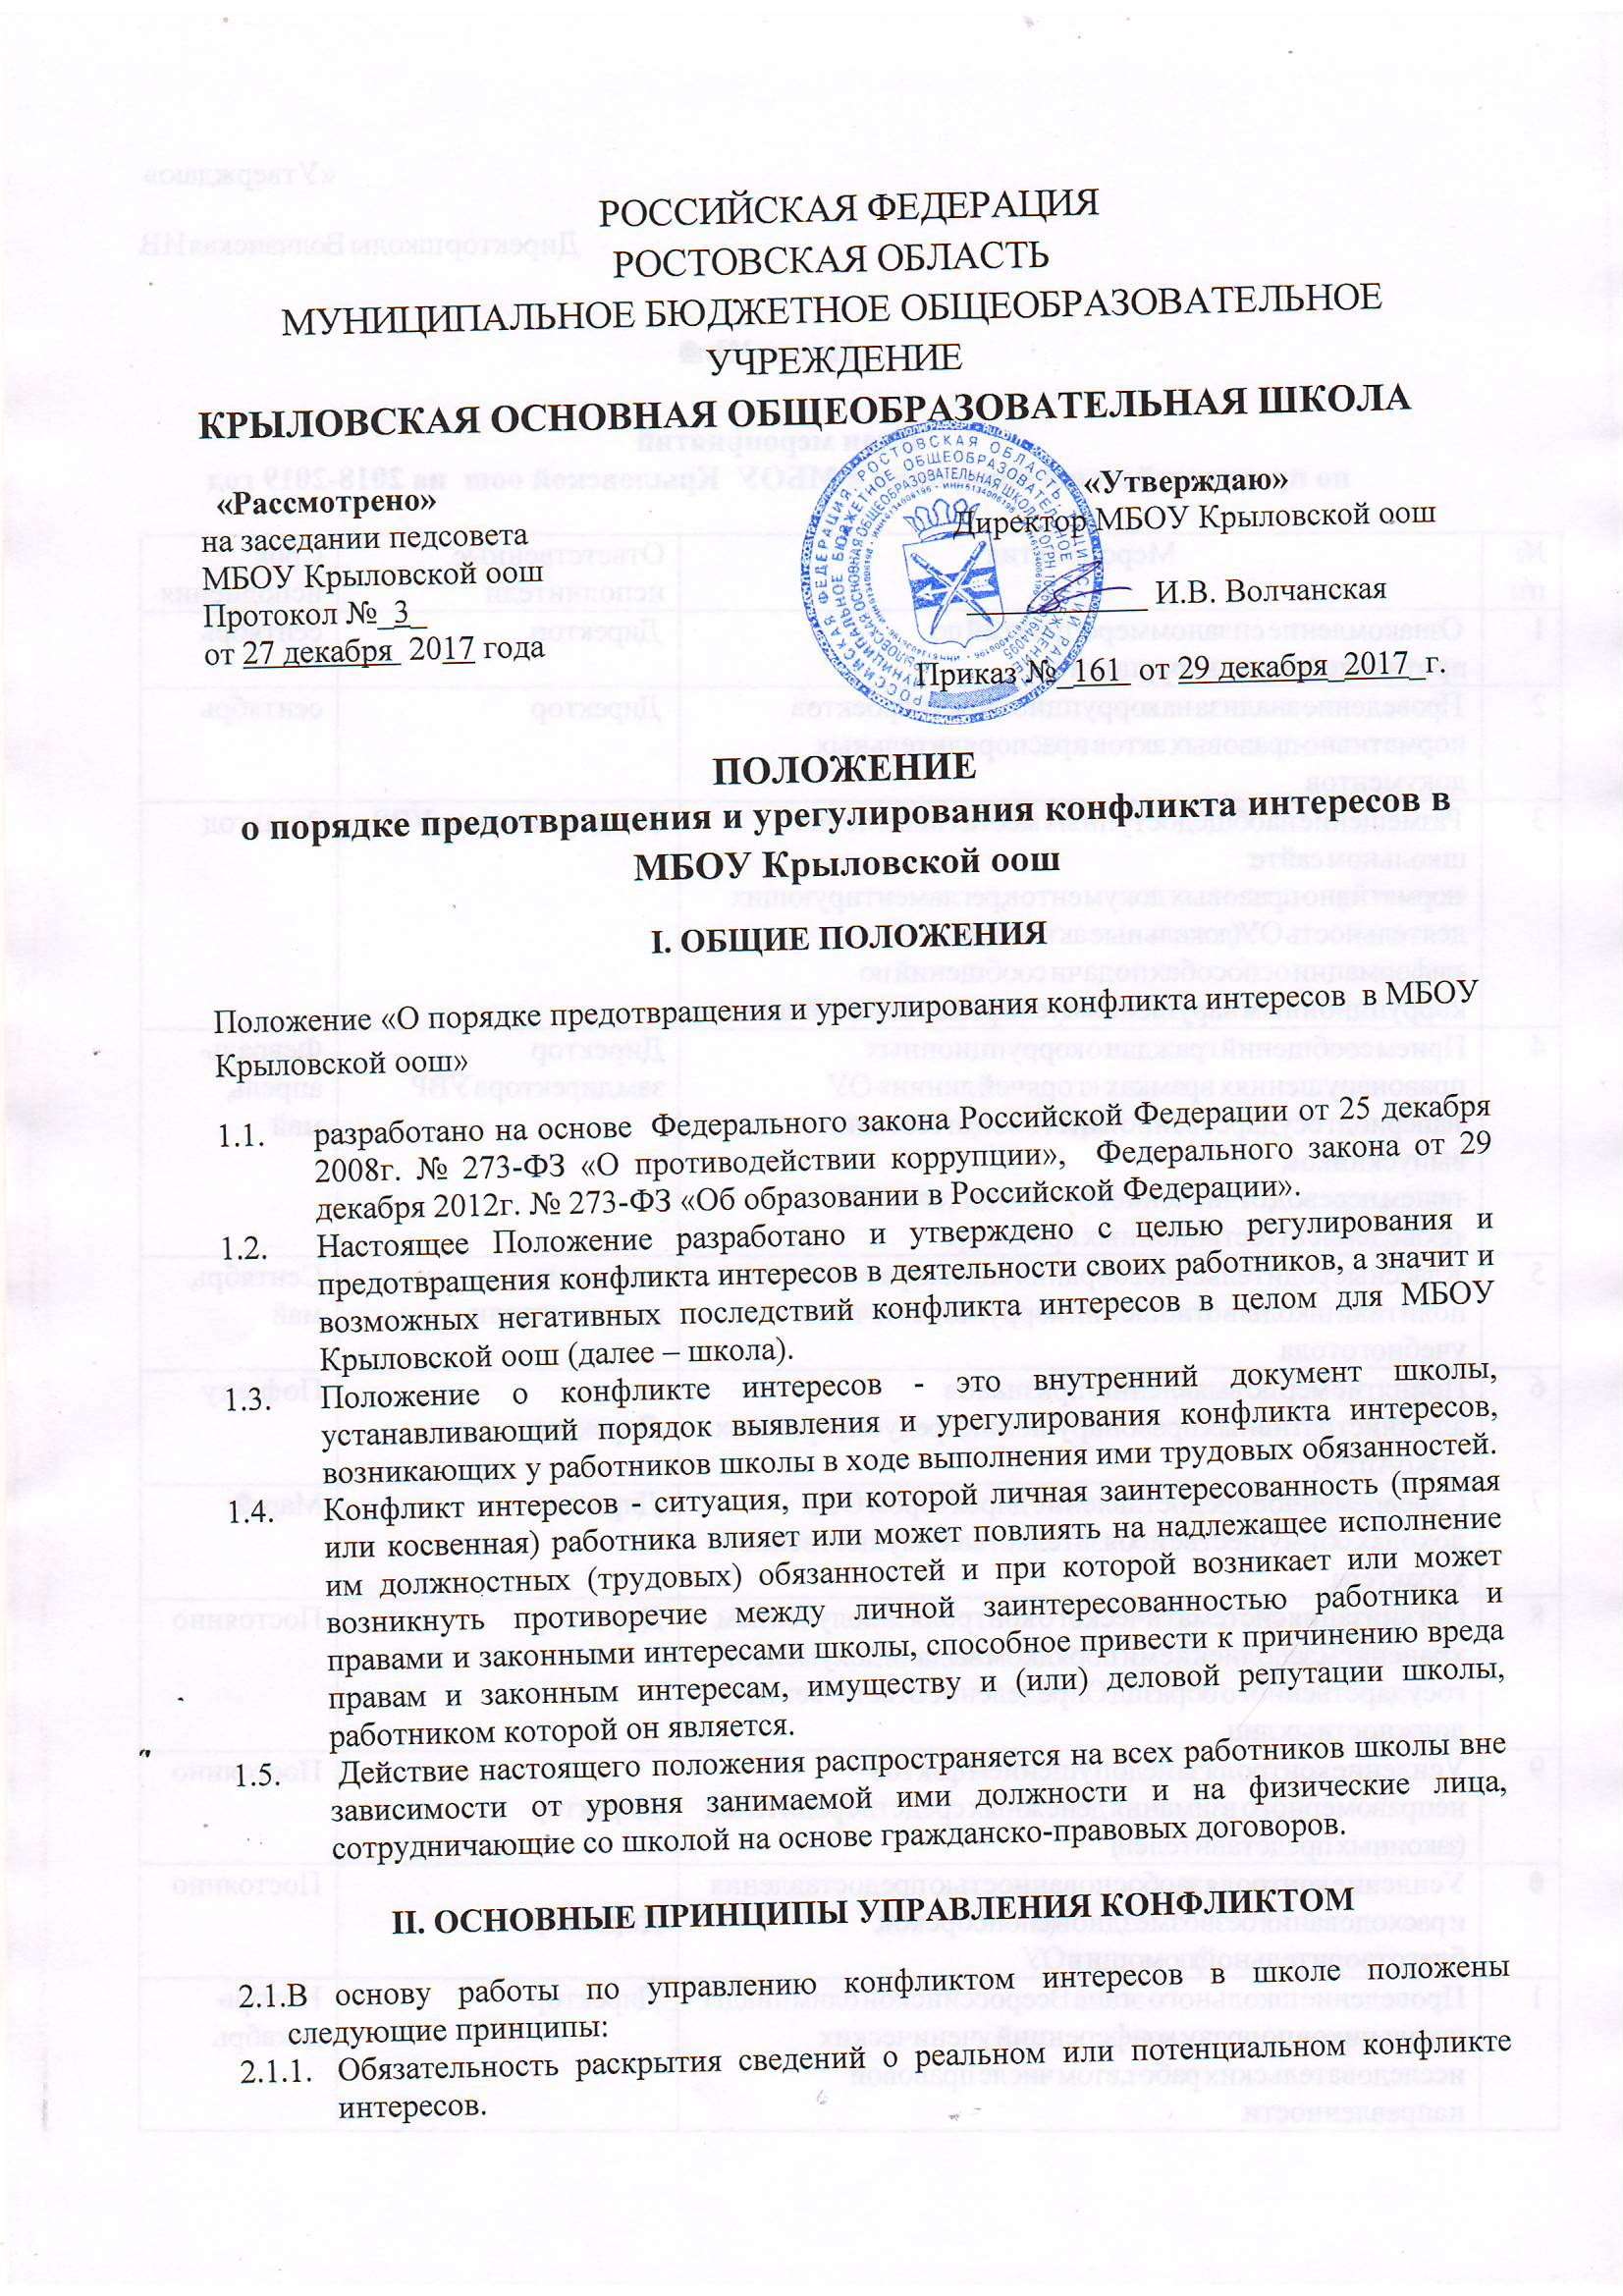 РОССИЙСКАЯ ФЕДЕРАЦИЯ
РОСТОВСКАЯ ОБЛАСТЬ
МУНИЦИПАЛЬНОЕ БЮДЖЕТНОЕ ОБЩЕОБРАЗОВАТЕЛЬНОЕ
УЧРЕЖДЕНИЕ
КРЫЛОВСКАЯ ОСНОВНАЯ ОБЩЕОБРАЗОВАТЕЛЬНАЯ ШКОЛА
«Рассмотрено»
на заседании педсовета
МБОУ Крыловской оош
Протокол №_3_
от 27 декабря 2017 года
«Утверждаю»
Директор МБОУ Крыловской оош
____________ И.В. Волчанская
Приказ №_161_ от 29 декабря_2017_г.
ПОЛОЖЕНИЕ
о порядке предотвращения и урегулирования конфликта интересов в
МБОУ Крыловской оош
I. ОБЩИЕ ПОЛОЖЕНИЯ
Положение «О порядке предотвращения и урегулирования конфликта интересов в МБОУ
Крыловской оош»
1.1. разработано на основе Федерального закона Российской Федерации от 25 декабря
2008г. № 273-ФЗ «О противодействии коррупции», Федерального закона от 29
декабря 2012г. № 273-ФЗ «Об образовании в Российской Федерации».
1.2. Настоящее Положение разработано и утверждено с целью регулирования и
предотвращения конфликта интересов в деятельности своих работников, а значит и
возможных негативных последствий конфликта интересов в целом для МБОУ
Крыловской оош (далее – школа).
1.3. Положение о конфликте интересов - это внутренний документ школы,
устанавливающий порядок выявления и урегулирования конфликта интересов,
возникающих у работников школы в ходе выполнения ими трудовых обязанностей.
1.4. Конфликт интересов - ситуация, при которой личная заинтересованность (прямая
или косвенная) работника влияет или может повлиять на надлежащее исполнение
им должностных (трудовых) обязанностей и при которой возникает или может
возникнуть противоречие между личной заинтересованностью работника и
правами и законными интересами школы, способное привести к причинению вреда
правам и законным интересам, имуществу и (или) деловой репутации школы,
работником которой он является.
1.5. Действие настоящего положения распространяется на всех работников школы вне
зависимости от уровня занимаемой ими должности и на физические лица,
сотрудничающие со школой на основе гражданско-правовых договоров.
II. ОСНОВНЫЕ ПРИНЦИПЫ УПРАВЛЕНИЯ КОНФЛИКТОМ
2.1.В основу работы по управлению конфликтом интересов в школе положены
следующие принципы:
2.1.1. Обязательность раскрытия сведений о реальном или потенциальном конфликте
интересов.